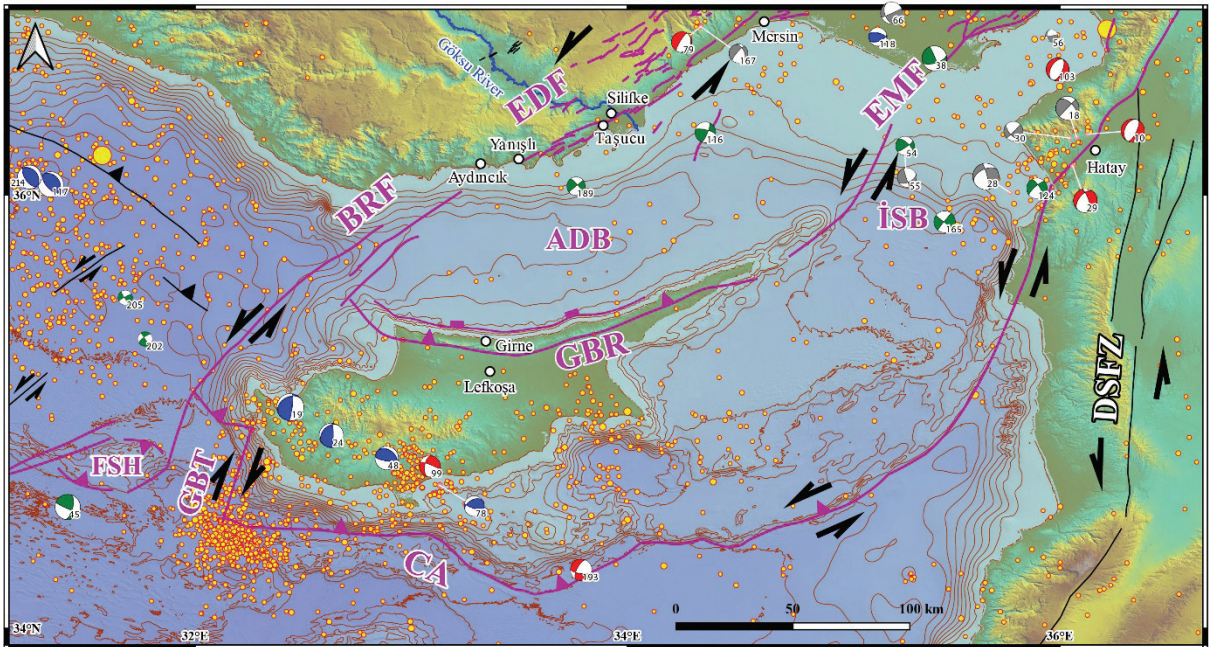 66
Mersin
56
118
79
167
38
103
Göksu River
EDF
EMF
Silifke
18
Taşucu
116
30
10
Yanışlı
54
Hatay
Aydıncık
214
117
36°N
189
55
28
124
29
BRF
ADB
İSB
165
205
202
Girne
GBR
Lefkoşa
DSFZ
19
24
48
99
FSH
GBT
78
45
CA
193
0
50
100 km
34°N
32°E
34°E
36°E